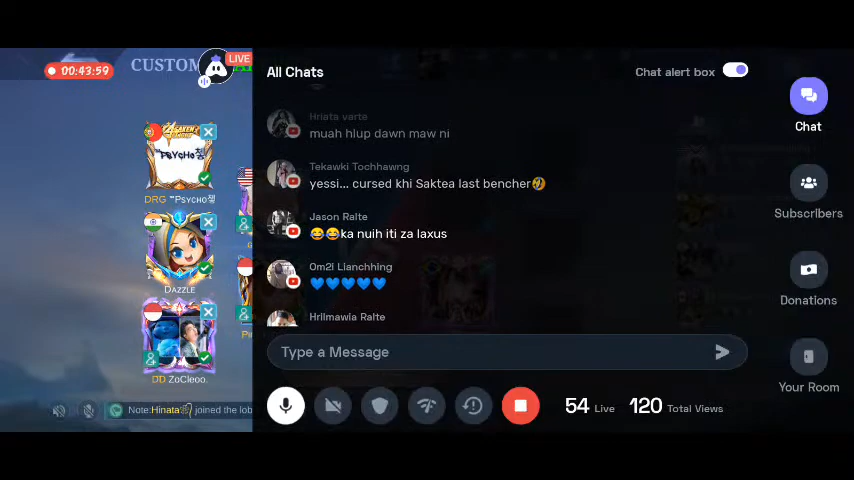 00:43:59
CUSTOM
LIVE
All Chats
Chat alert box
Chat
Hriata varte
muah hlup dawn maw ni
Tekawki Tochhawng
yessi... cursed khi Saktea last bencher🤣
DRG
Subscribers
Jason Ralte
😂😂ka nuih iti za laxus
Om2i Lianchhing
💙💙💙💙💙
DAZZLE
Donations
Hrilmawia Ralte
Type a Message
DD ZoCleoo.
Your Room
Note:Hinata joined the lob
54 Live
120 Total Views